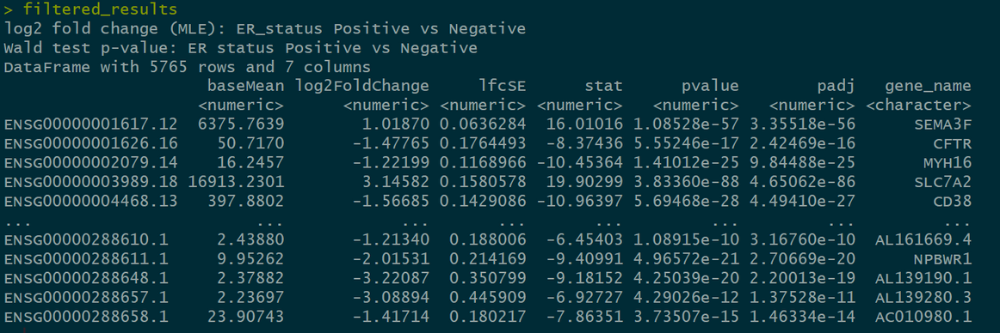 > filtered_results
log2 fold change (MLE): ER_status Positive vs Negative
Wald test p-value: ER status Positive vs Negative
DataFrame with 5765 rows and 7 columns
baseMean log2FoldChange lfcSE stat pvalue padj gene_name
<numeric> <numeric> <numeric> <numeric> <numeric> <numeric> <character>
ENSG00000001617.12 6375.7639 1.01870 0.0636284 16.01016 1.08528e-57 3.35518e-56 SEMA3F
ENSG00000001626.16 50.7170 -1.47765 0.1764493 -8.37436 5.55246e-17 2.42469e-16 CFTR
ENSG00000002079.14 16.2457 -1.22199 0.1168966 -10.45364 1.41012e-25 9.84488e-25 MYH16
ENSG00000003989.18 16913.2301 3.14582 0.1580578 19.90299 3.83360e-88 4.65062e-86 SLC7A2
ENSG00000004468.13 397.8802 -1.56685 0.1429086 -10.96397 5.69468e-28 4.49410e-27 CD38
... ... ... ... ... ... ... ...
ENSG00000288610.1 2.43880 -1.21340 0.188006 -6.45403 1.08915e-10 3.16760e-10 AL161669.4
ENSG00000288611.1 9.95262 -2.01531 0.214169 -9.40991 4.96572e-21 2.70669e-20 NPBWR1
ENSG00000288648.1 2.37882 -3.22087 0.350799 -9.18152 4.25039e-20 2.20013e-19 AL139190.1
ENSG00000288657.1 2.23697 -3.08894 0.445909 -6.92727 4.29026e-12 1.37528e-11 AL139280.3
ENSG00000288658.1 23.90743 -1.41714 0.180217 -7.86351 3.73507e-15 1.46334e-14 AC010980.1